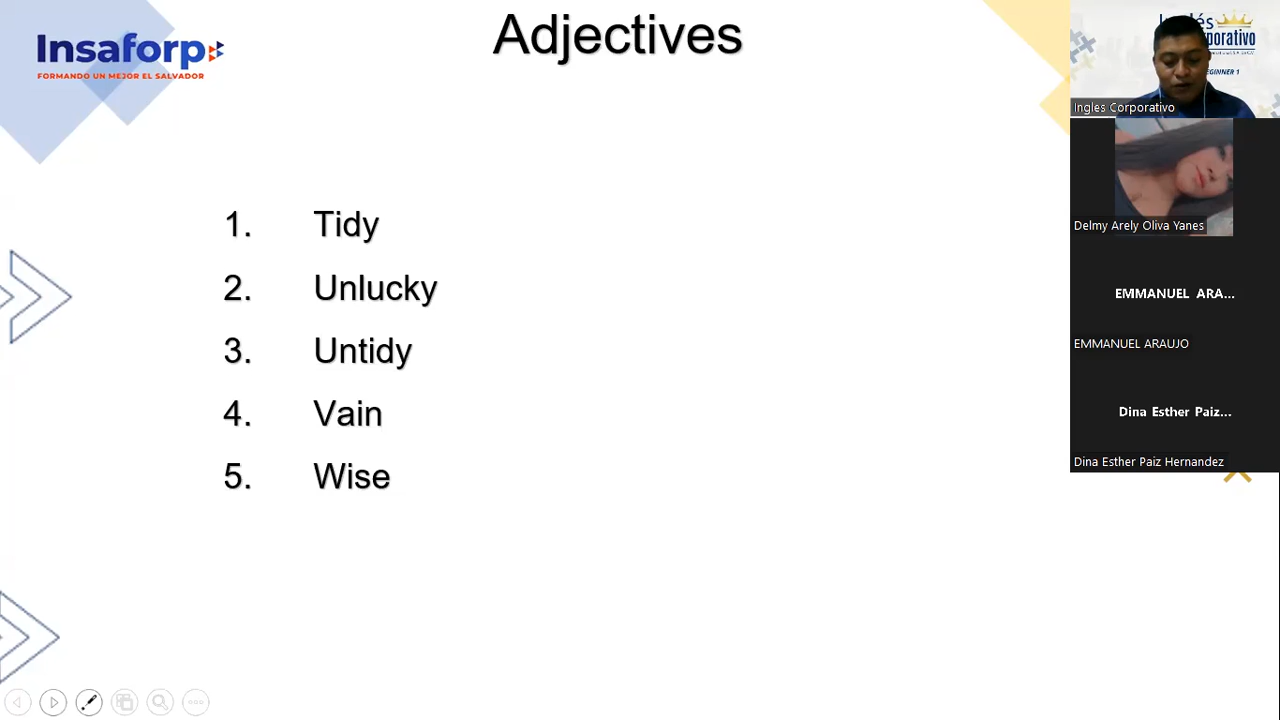 Adjectives
Insaforp
FORMANDO UN MEJOR EL SALVADOR
1. Tidy
2. Unlucky
3. Untidy
4. Vain
5. Wise
Ingles Corporativo
Delmy Arely Oliva Yanes
EMMANUEL ARA...
EMMANUEL ARAUJO
Dina Esther Paiz...
Dina Esther Paiz Hernandez